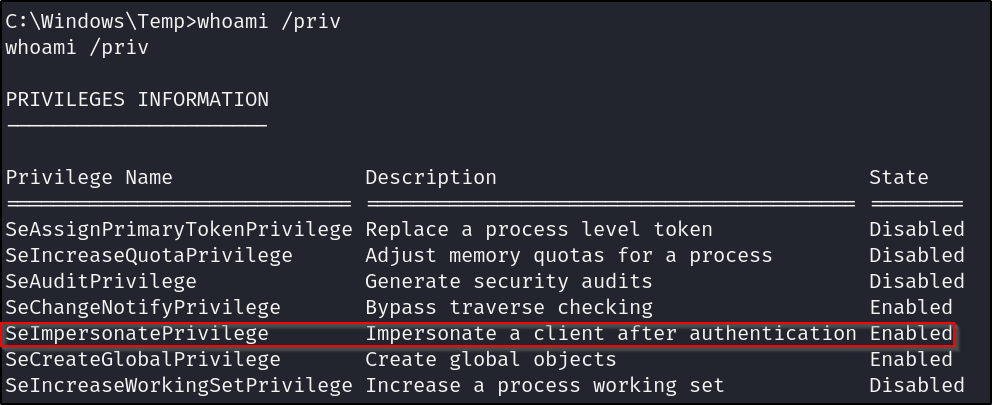 C:\Windows\Temp>whoami /priv
whoami /priv
PRIVILEGES INFORMATION
----------------------
Privilege Name Description State
============================= ========================================= ========
SeAssignPrimaryTokenPrivilege Replace a process level token Disabled
SeIncreaseQuotaPrivilege Adjust memory quotas for a process Disabled
SeAuditPrivilege Generate security audits Disabled
SeChangeNotifyPrivilege Bypass traverse checking Enabled
SeImpersonatePrivilege Impersonate a client after authentication Enabled
SeCreateGlobalPrivilege Create global objects Enabled
SeIncreaseWorkingSetPrivilege Increase a process working set Disabled